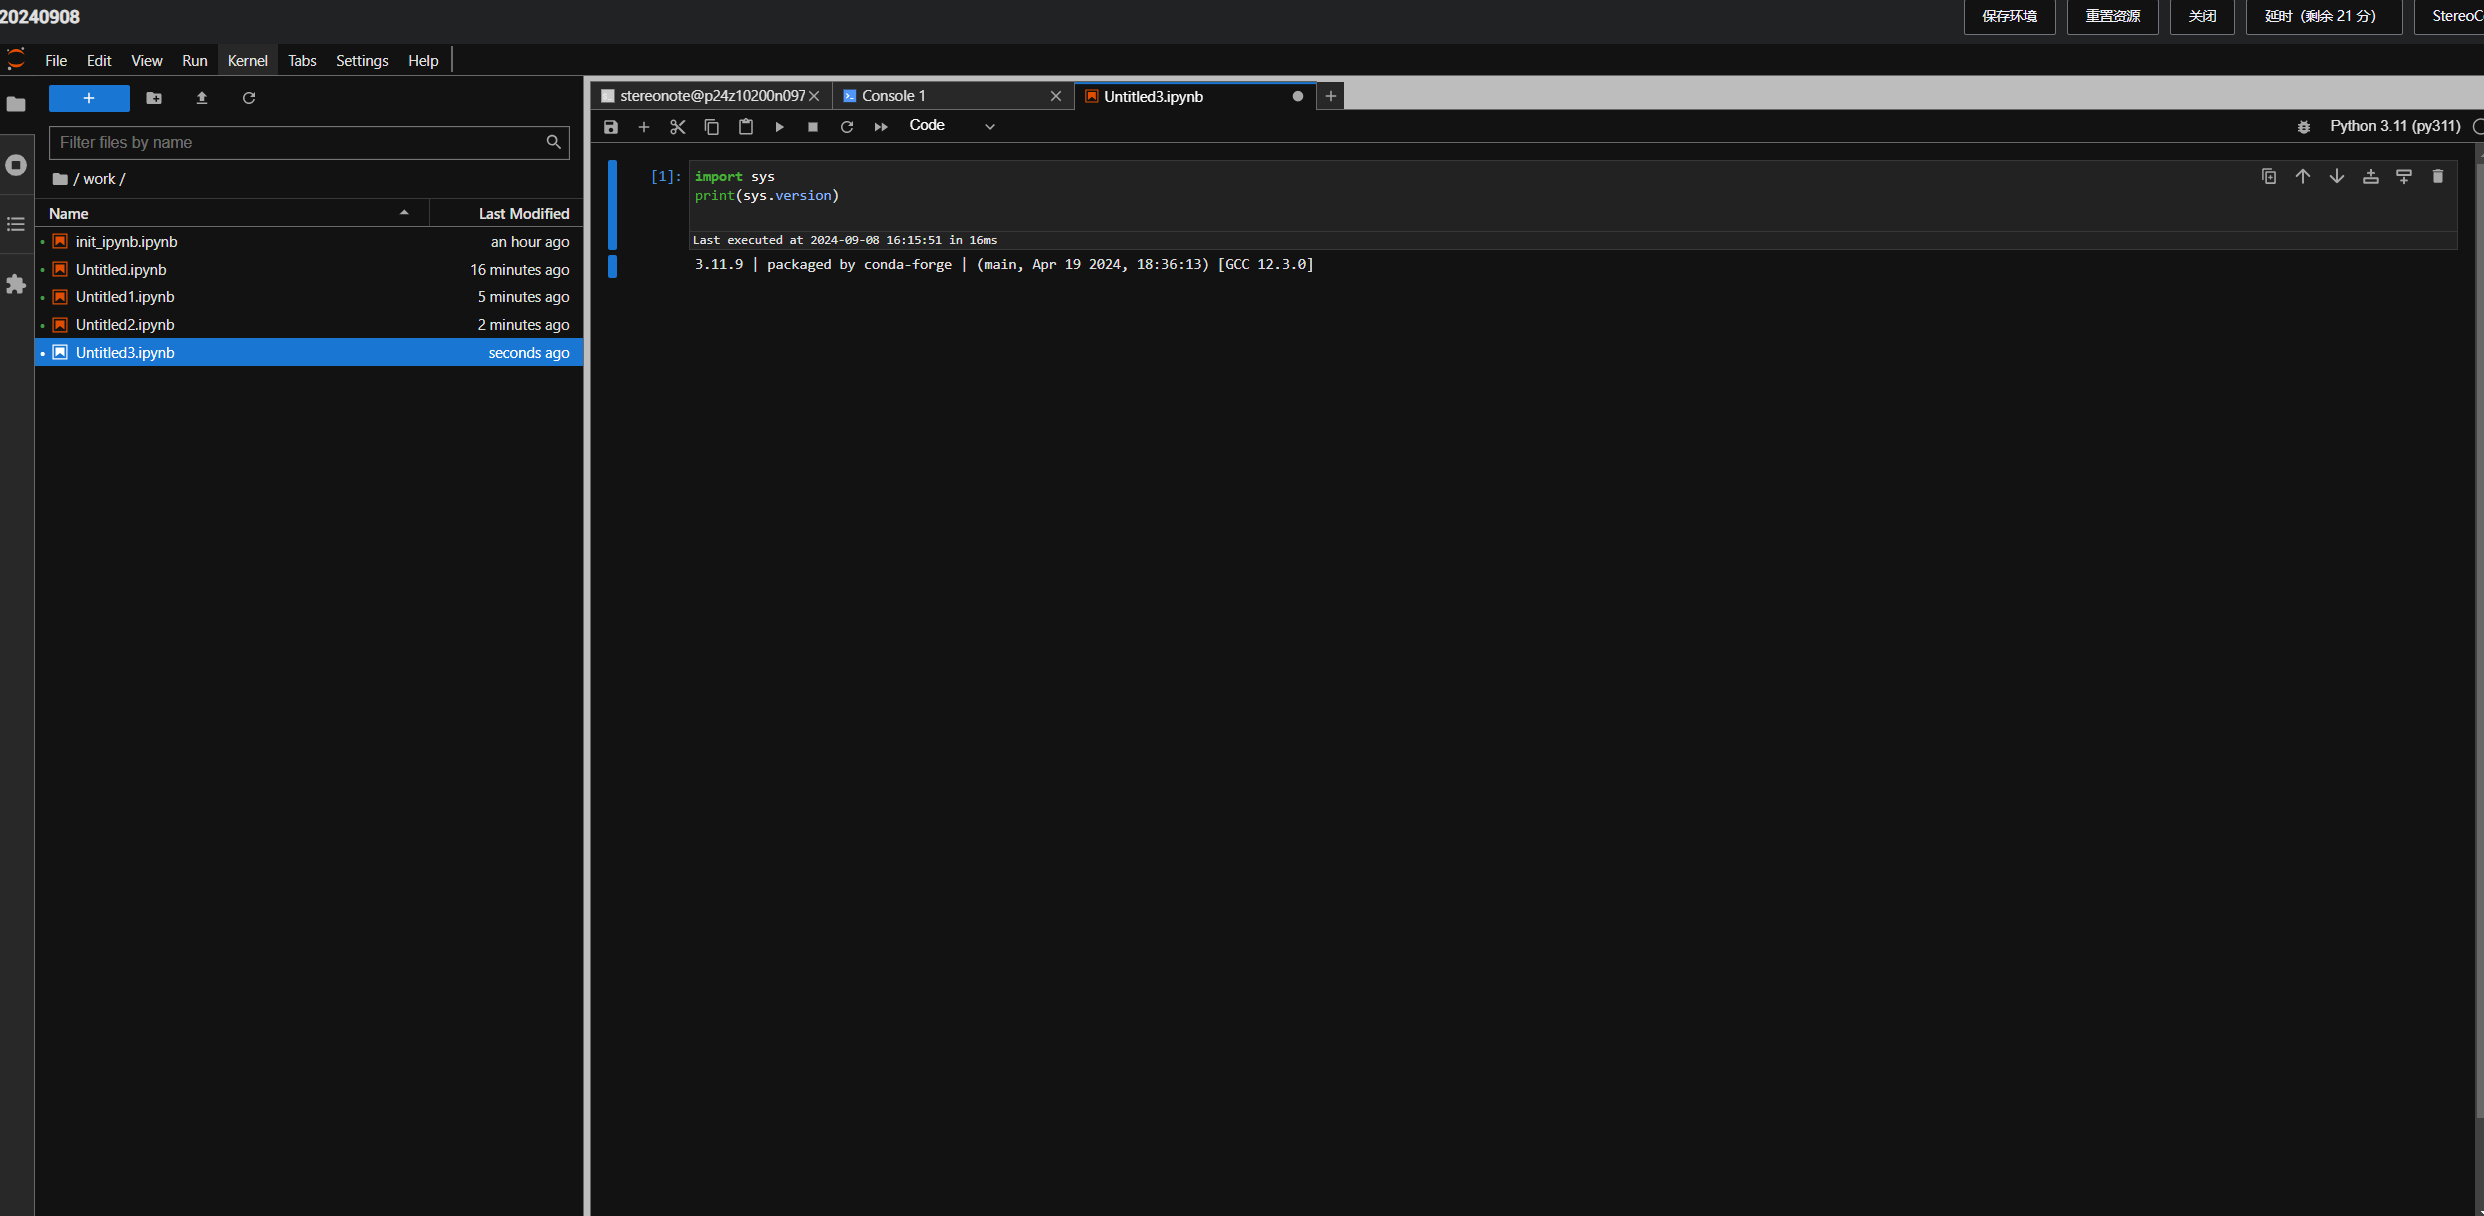 20240908
保存环境 重置资源 关闭 延时（剩余 21 分） StereoC
File Edit View Run Kernel Tabs Settings Help
Filter files by name
/ work /
Name Last Modified
init_ipynb.ipynb an hour ago
Untitled.ipynb 16 minutes ago
Untitled1.ipynb 5 minutes ago
Untitled2.ipynb 2 minutes ago
Untitled3.ipynb seconds ago
stereonote@p24z10200n097 Console 1 Untitled3.ipynb
Code Python 3.11 (py311)
[1]: import sys
print(sys.version)
Last executed at 2024-09-08 16:15:51 in 16ms
3.11.9 | packaged by conda-forge | (main, Apr 19 2024, 18:36:13) [GCC 12.3.0]